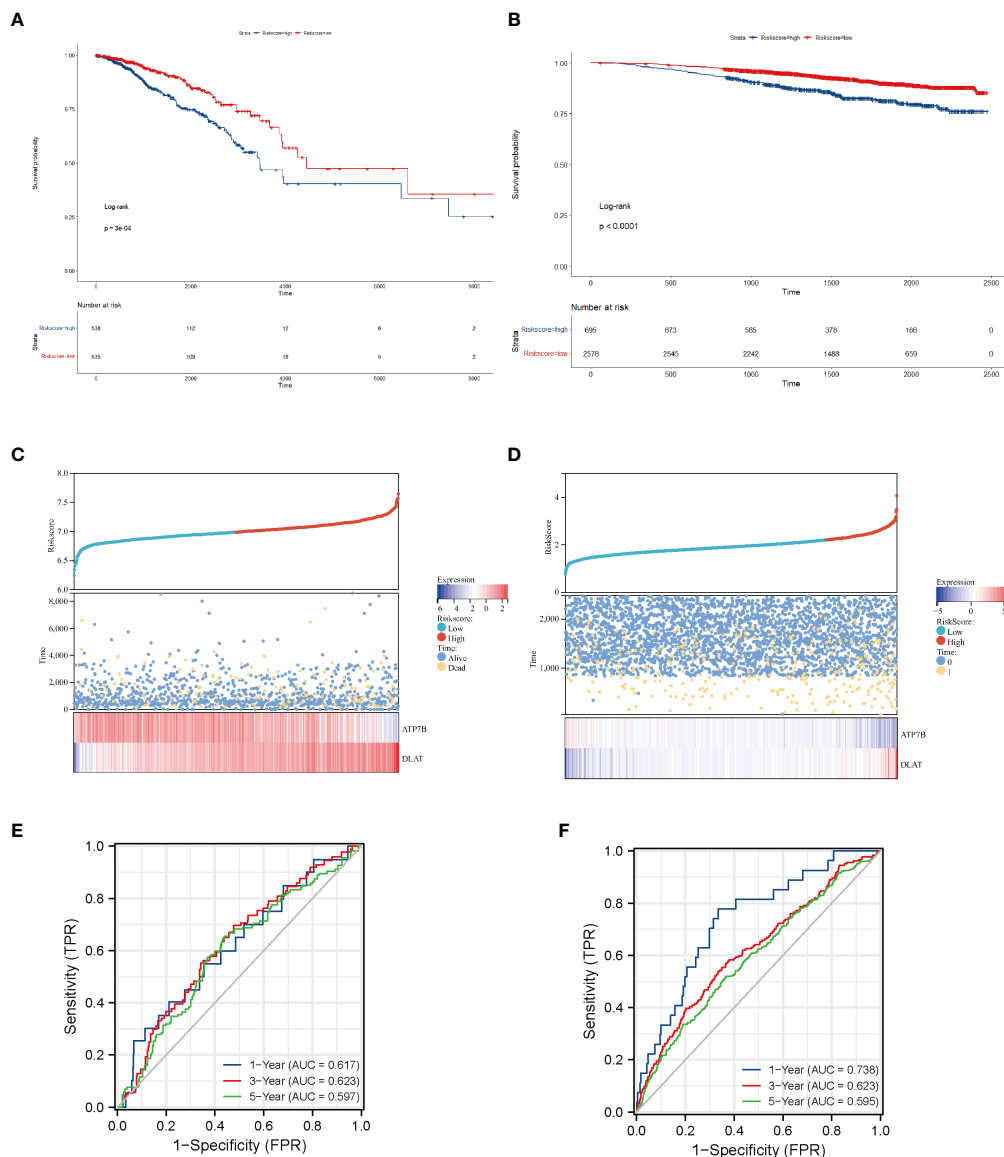 A
Strata Riskscore=high Riskscore=low
1.00
0.75
0.50
0.25
0.00
Survival probability
Log-rank
p = 3e-04
0 2000 4000 6000 8000
Time
Number at risk
Strata
Riskscore=high 538 112 12 6 2
Riskscore=low 535 109 18 5 2
0 2000 4000 6000 8000
Time
B
Strata Riskscore=high Riskscore=low
1.00
0.75
0.50
0.25
0.00
Survival probability
Log-rank
p < 0.0001
0 500 1000 1500 2000 2500
Time
Number at risk
Strata
Riskscore=high 695 673 585 378 166 0
Riskscore=low 2578 2545 2242 1488 659 0
0 500 1000 1500 2000 2500
Time
C
8.0
7.5
7.0
6.5
6.0
Riskscore
8,000
6,000
4,000
2,000
0
Time
ATP7B
DLAT
Expression
6 4 2 0 2
Riskscore:
Low
High
Time:
Alive
Dead
D
4
2
0
RiskScore
2,000
1,000
Time
ATP7B
DLAT
Expression
−5 0 5
RiskScore:
Low
High
Time:
0
1
E
1.0
0.8
0.6
0.4
0.2
0.0
Sensitivity (TPR)
1−Year (AUC = 0.617)
3−Year (AUC = 0.623)
5−Year (AUC = 0.597)
0.0 0.2 0.4 0.6 0.8 1.0
1−Specificity (FPR)
F
1.0
0.8
0.6
0.4
0.2
0.0
Sensitivity (TPR)
1−Year (AUC = 0.738)
3−Year (AUC = 0.623)
5−Year (AUC = 0.595)
0.0 0.2 0.4 0.6 0.8 1.0
1−Specificity (FPR)